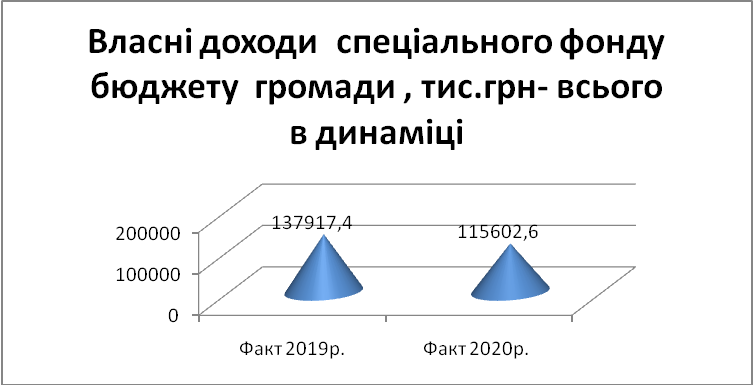 Власні доходи спеціального фонду
бюджету громади , тис.грн- всього
в динаміці
137917,4
115602,6
200000
100000
0
Факт 2019р.
Факт 2020р.